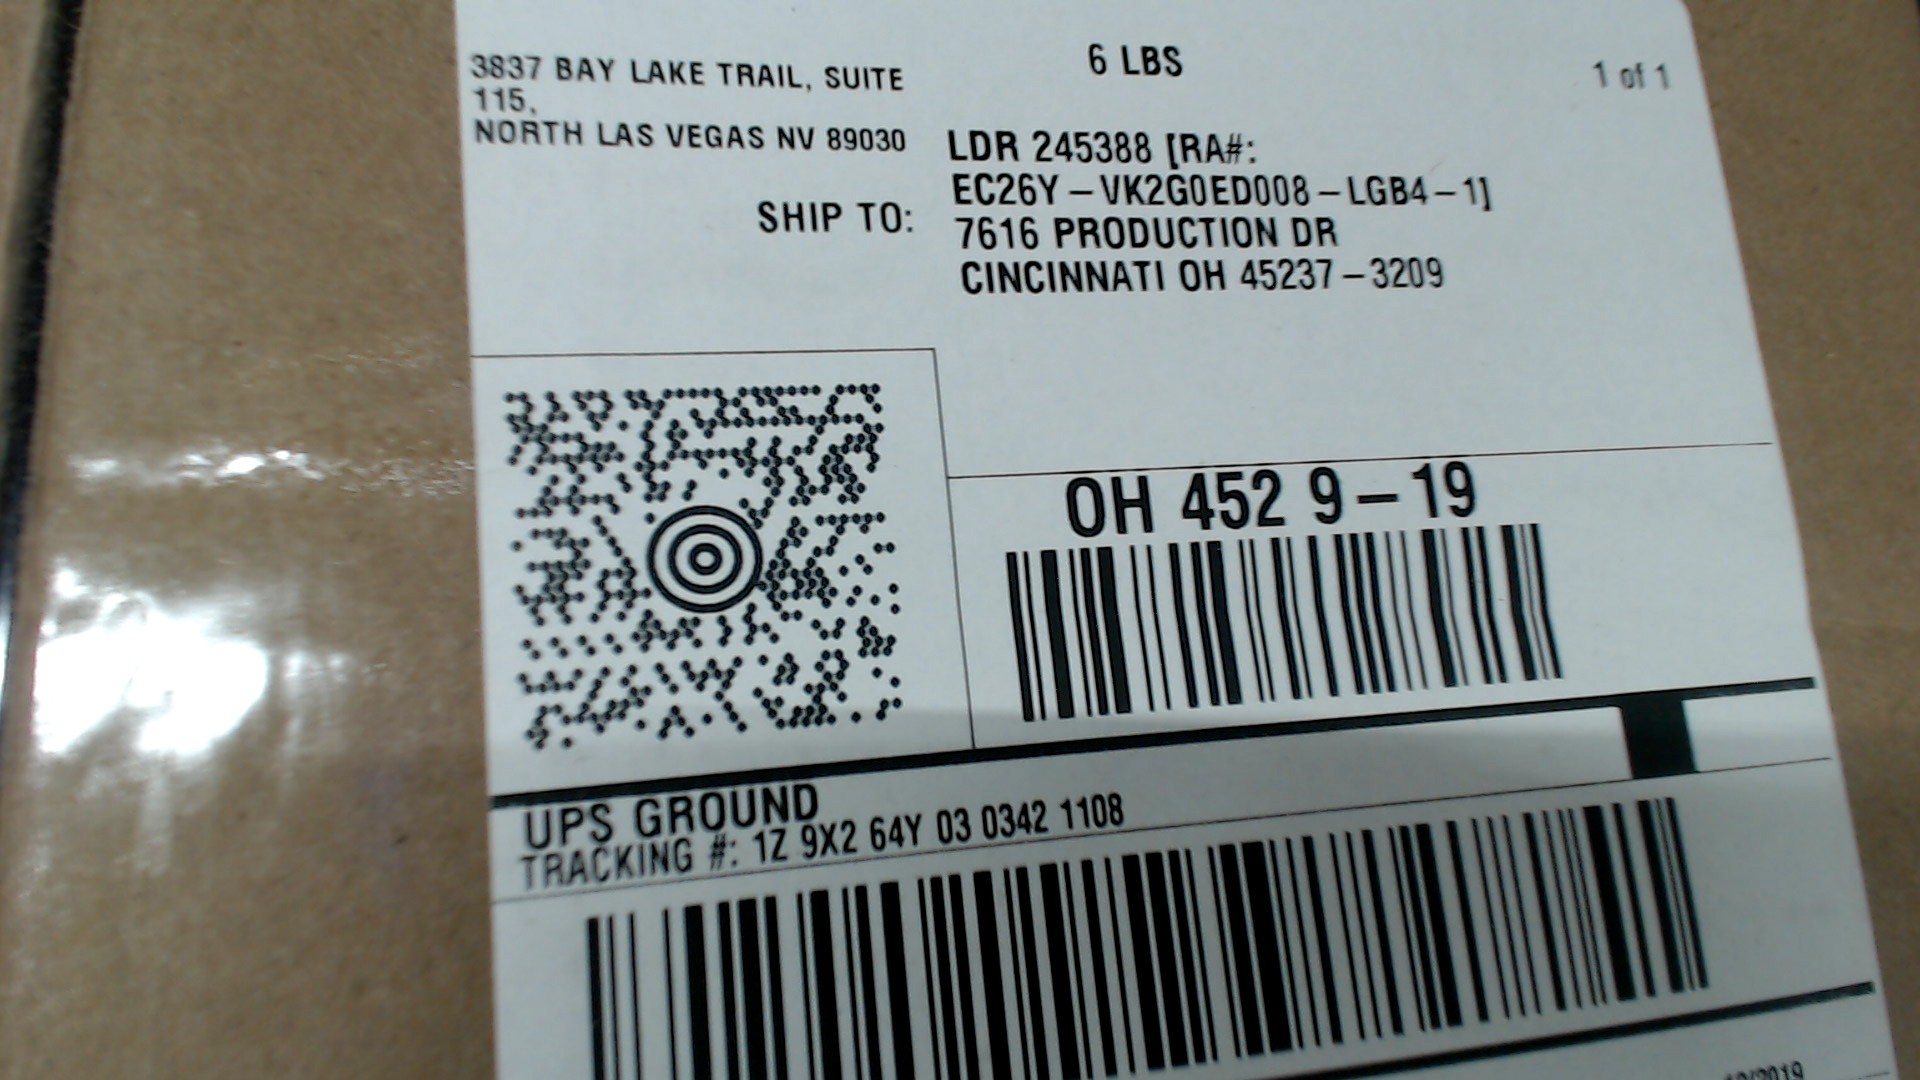 3837 BAY LAKE TRAIL, SUITE
115,
NORTH LAS VEGAS NV 89030
6 LBS
1 of 1
SHIP TO:
LDR 245388 [RA#:
EC26Y – VK2G0ED008 – LGB4 – 1]
7616 PRODUCTION DR
CINCINNATI OH 45237 – 3209
OH 452 9 – 19
UPS GROUND
TRACKING #: 1Z 9X2 64Y 03 0342 1108